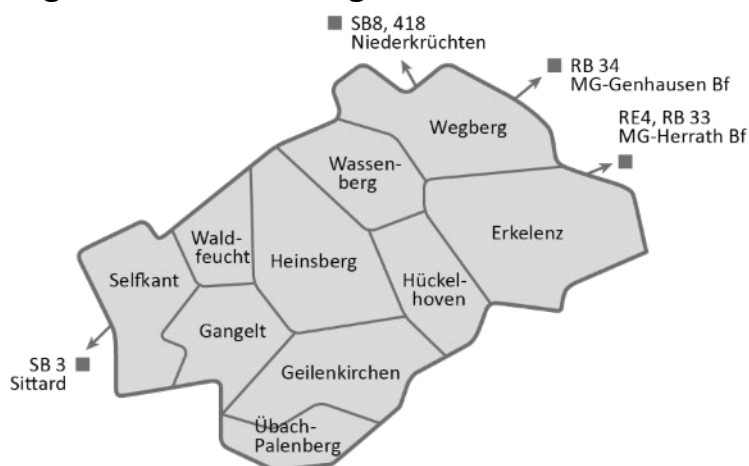 SB8, 418
Niederkrüchten
RB 34
MG-Genhausen Bf
Wegberg
RE4, RB 33
MG-Herrath Bf
Wassen-
berg
Wald-
feucht
Heinsberg
Erkelenz
Selfkant
Hückel-
hoven
Gangelt
SB 3
Sittard
Geilenkirchen
Übach-
Palenberg